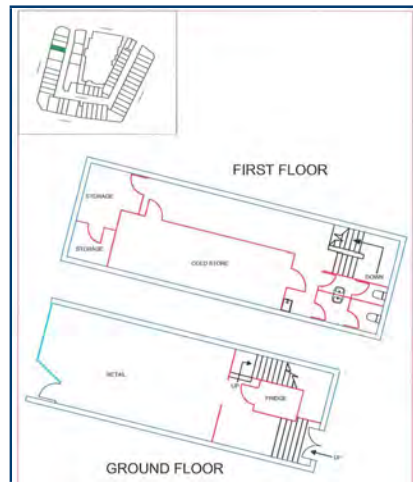 FIRST FLOOR
STORAGE
STORAGE
COLD STORE
DOWN
RETAIL
UP
FRIDGE
UP
GROUND FLOOR